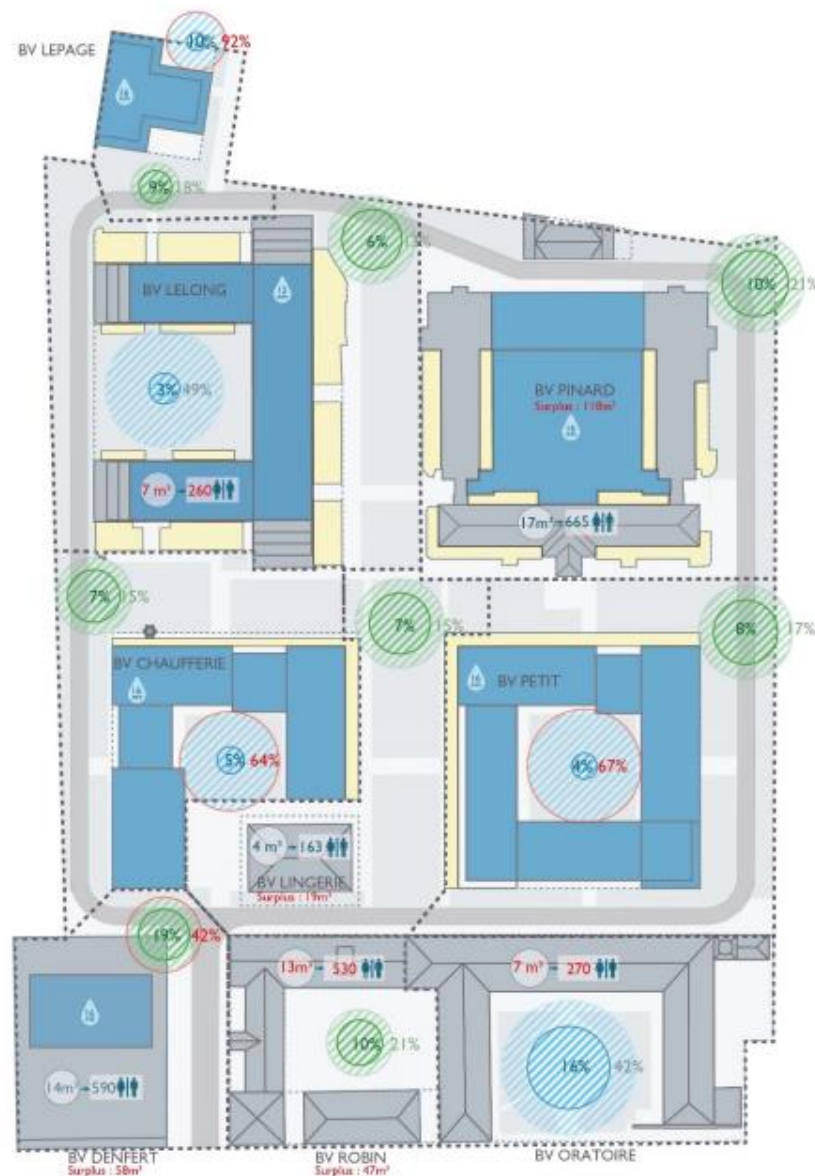 10% 92%
BV LEPAGE
9% 18%
6%
10% 21%
BV LELONG
3% 49%
BV PINARD
Surplus : 118m³
7 m³ → 260
17m³ → 665
7% 15%
7% 15%
8% 17%
BV CHAUFFERIE
BV PETIT
5% 64%
4% 67%
4 m³ → 163
BV LINGERIE
Surplus : 19m³
19% 42%
13m³ → 530
7 m³ → 270
10% 21%
16% 42%
14m³ → 590
BV DENFERT
Surplus : 58m³
BV ROBIN
Surplus : 47m³
BV ORATOIRE